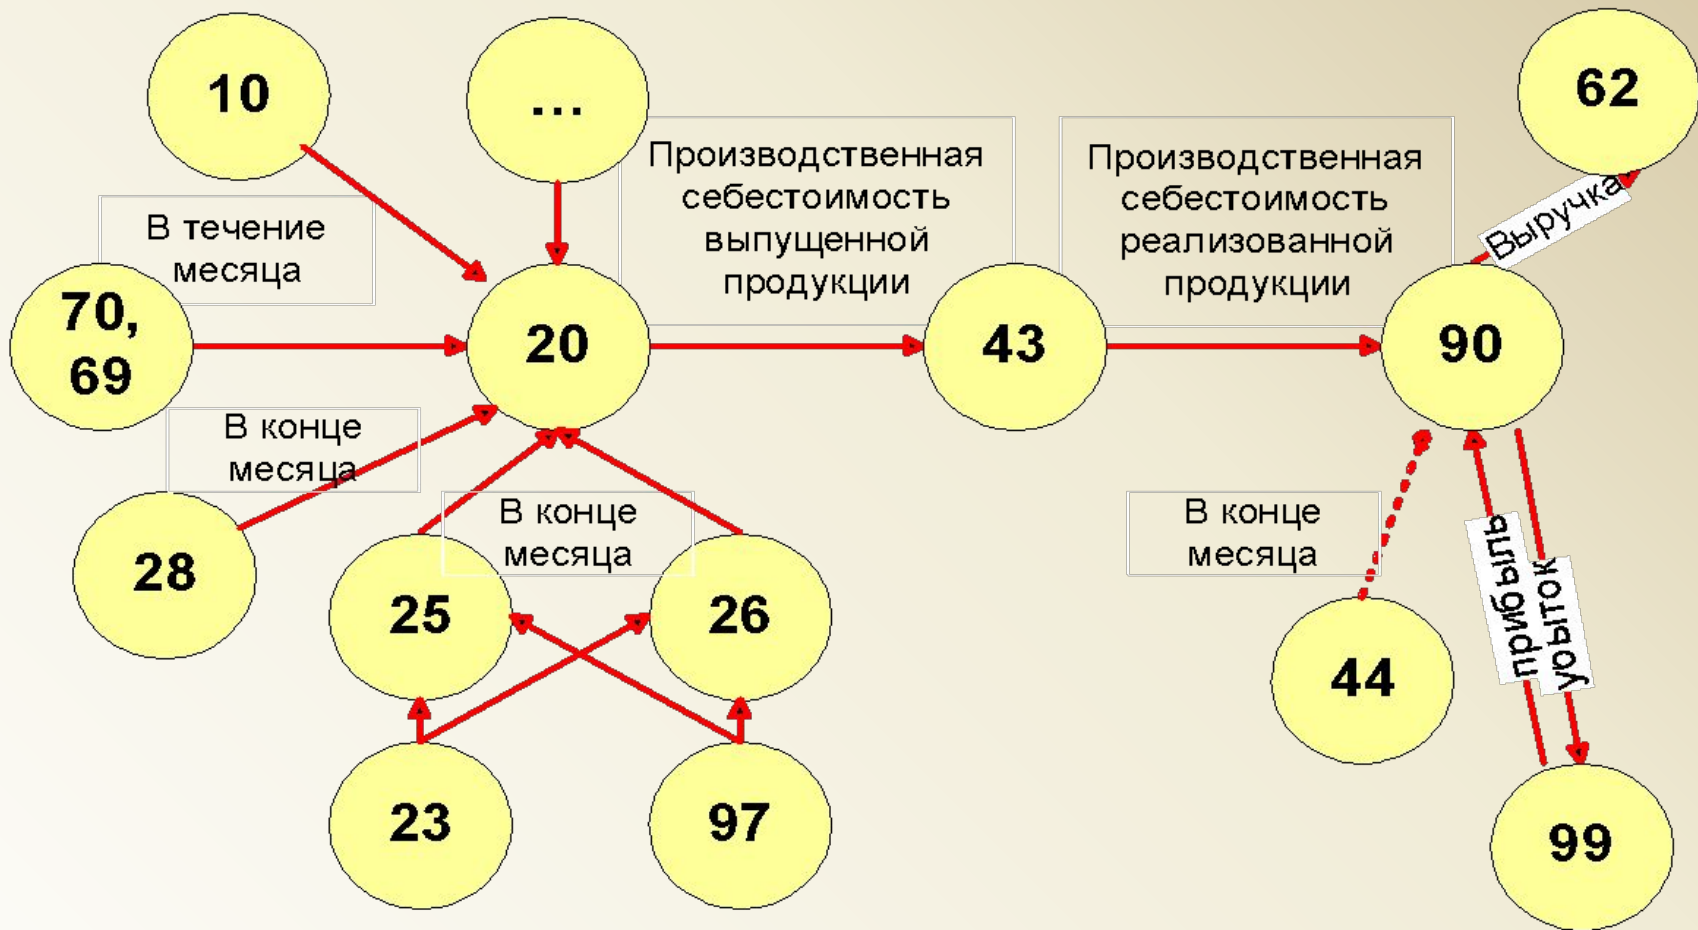 10
...
62
Производственная
себестоимость
выпущенной
продукции
Производственная
себестоимость
реализованной
продукции
Выручка
В течение
месяца
70,
69
20
43
90
В конце
месяца
28
В конце
месяца
25
26
В конце
месяца
44
прибыль
убыток
23
97
99